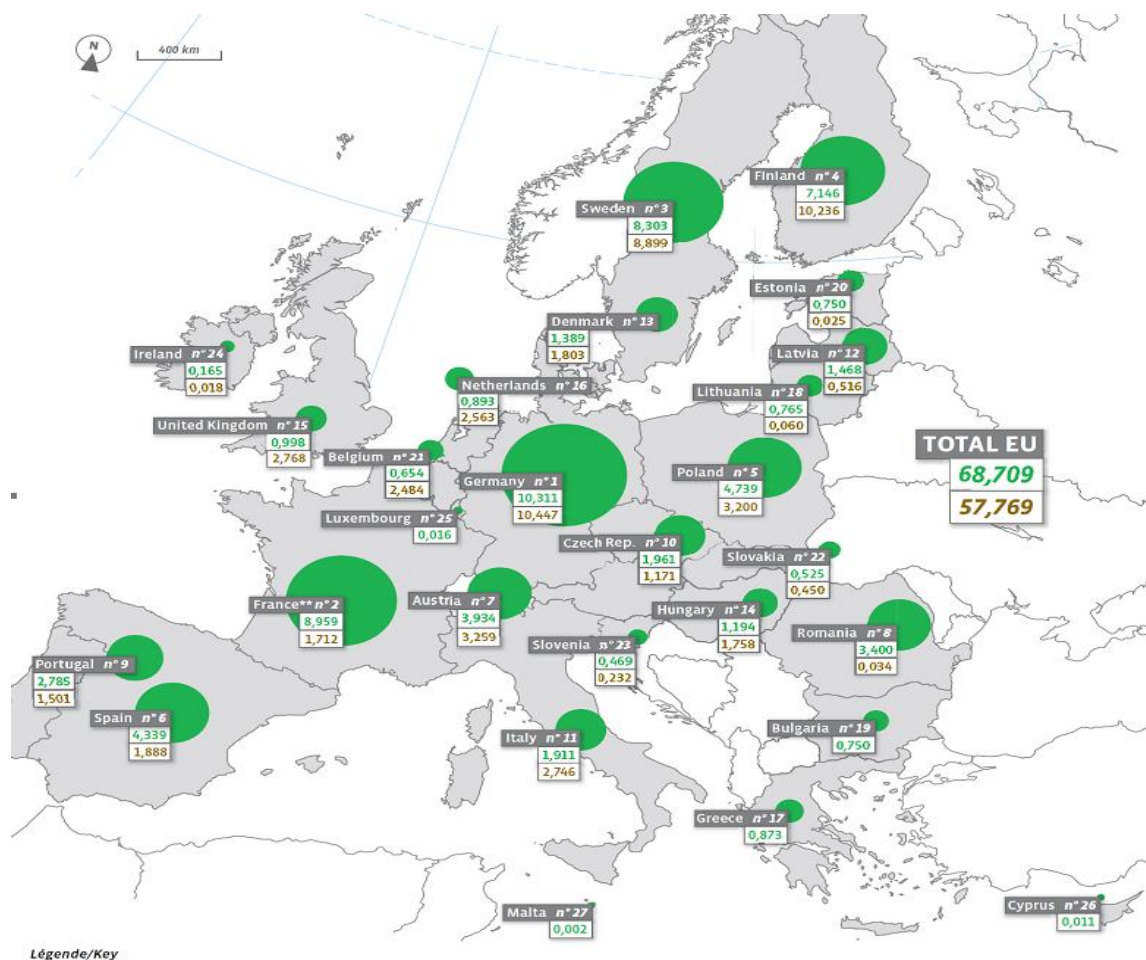 N
400 km
Finland n° 4
7,146
10,236
Sweden n° 3
8,303
8,899
Estonia n° 20
0,750
0,025
Denmark n° 13
1,389
1,803
Ireland n° 24
0,165
0,018
Latvia n° 12
1,468
0,516
Netherlands n° 16
0,893
2,563
Lithuania n° 18
0,765
0,060
United Kingdom n° 15
0,998
2,768
TOTAL EU
68,709
57,769
Belgium n° 21
0,654
2,484
Germany n° 1
10,311
10,447
Poland n° 5
4,739
3,200
Luxembourg n° 25
0,016
Czech Rep. n° 10
1,961
1,171
Slovakia n° 22
0,525
0,450
France** n° 2
8,959
1,712
Austria n° 7
3,934
3,259
Hungary n° 14
1,194
1,758
Romania n° 8
3,400
0,034
Slovenia n° 23
0,469
0,232
Portugal n° 9
2,785
1,501
Spain n° 6
4,339
1,888
Italy n° 11
1,911
2,746
Bulgaria n° 19
0,750
Greece n° 17
0,873
Malta n° 27
0,002
Cyprus n° 26
0,011
Légende/Key